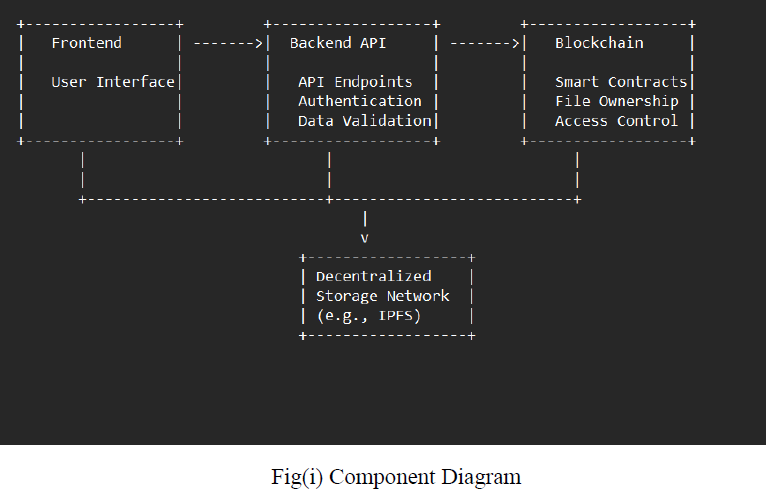 Frontend Backend API Blockchain
User Interface API Endpoints Smart Contracts
Authentication File Ownership
Data Validation Access Control
v
Decentralized
Storage Network
(e.g., IPFS)
Fig(i) Component Diagram